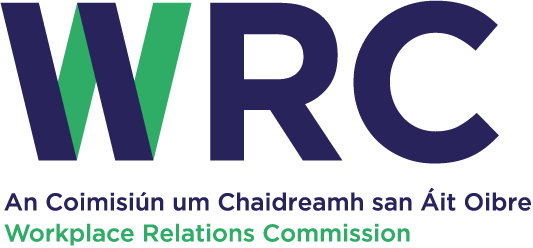 WRC
An Coimisiún um Chaidreamh san Áit Oibre
Workplace Relations Commission